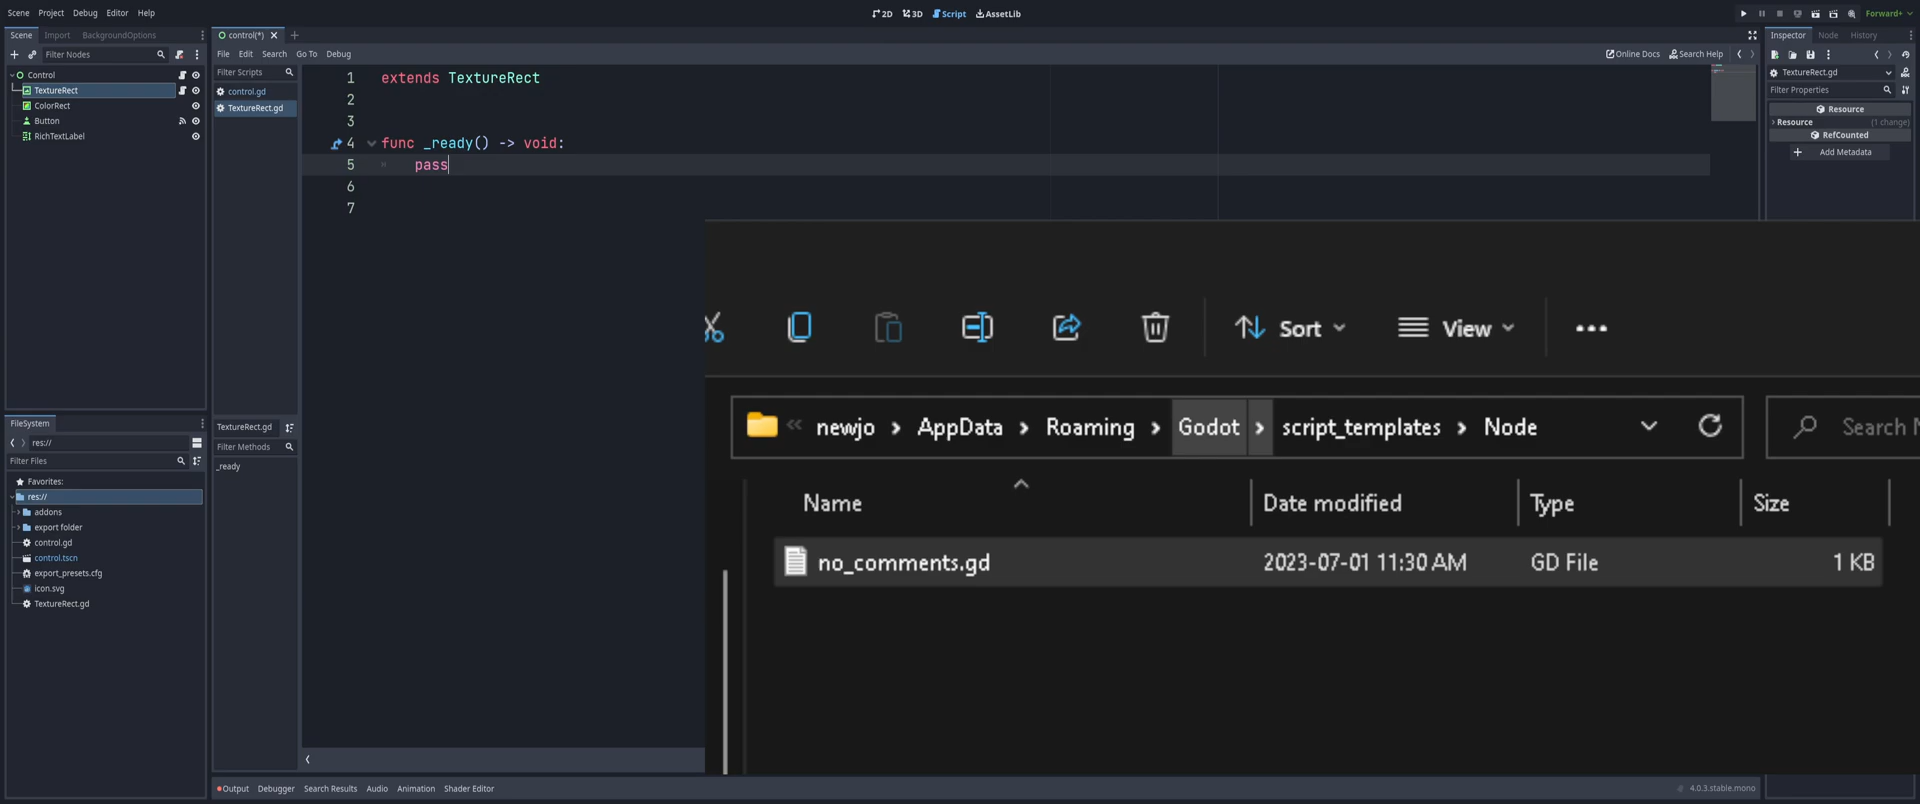 Scene Project Debug Editor Help
2D 3D Script AssetLib
Forward+
Scene Import BackgroundOptions
Filter Nodes
Control
TextureRect
ColorRect
Button
RichTextLabel
control(*)
File Edit Search Go To Debug
Online Docs Search Help
Filter Scripts
control.gd
TextureRect.gd
1 extends TextureRect
2
3
4 func _ready() -> void:
5 pass
6
7
Inspector Node History
TextureRect.gd
Filter Properties
Resource
Resource (1 change)
RefCounted
Add Metadata
Sort View
newjo > AppData > Roaming > Godot > script_templates > Node
Search
Name Date modified Type Size
no_comments.gd 2023-07-01 11:30 AM GD File 1 KB
FileSystem
res://
Filter Files
Favorites:
res://
addons
export folder
control.gd
control.tscn
export_presets.cfg
icon.svg
TextureRect.gd
TextureRect.gd
Filter Methods
_ready
Output Debugger Search Results Audio Animation Shader Editor
4.0.3.stable.mono